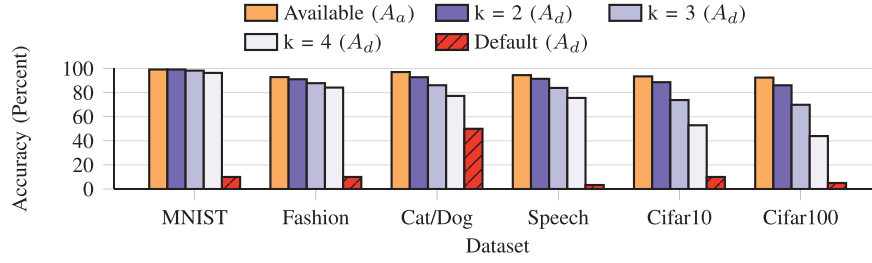 Available (A_a) k = 2 (A_d) k = 3 (A_d)
k = 4 (A_d) Default (A_d)
Accuracy (Percent)
100
80
60
40
20
0
MNIST Fashion Cat/Dog Speech Cifar10 Cifar100
Dataset